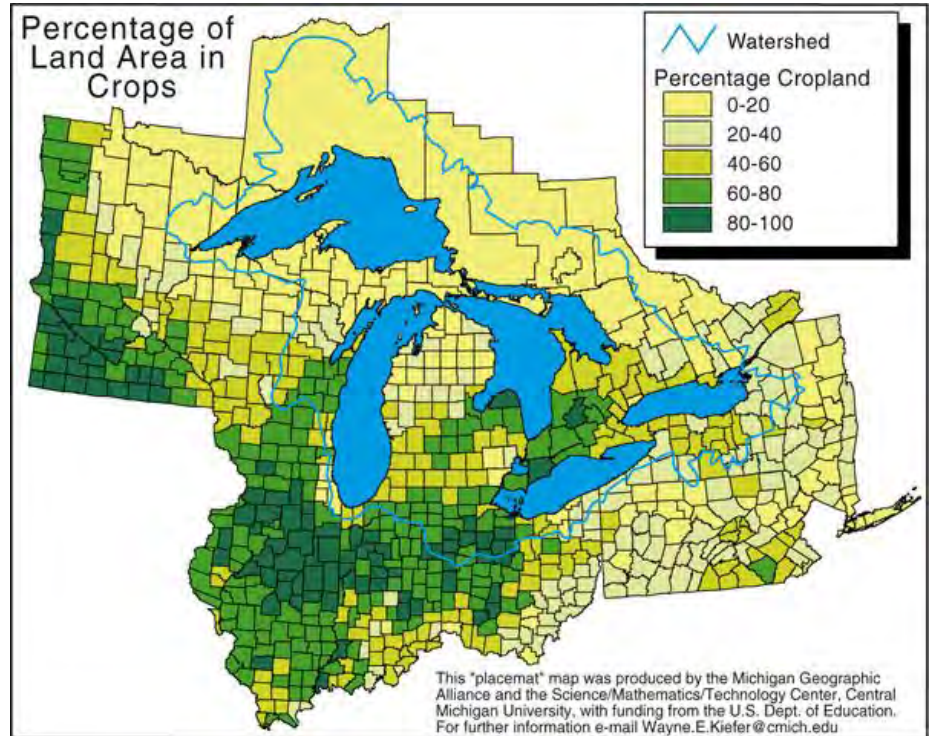 Percentage of
Land Area in
Crops
Watershed
Percentage Cropland
0-20
20-40
40-60
60-80
80-100
This "placemat" map was produced by the Michigan Geographic
Alliance and the Science/Mathematics/Technology Center, Central
Michigan University, with funding from the U.S. Dept. of Education.
For further information e-mail Wayne.E.Kiefer@cmich.edu